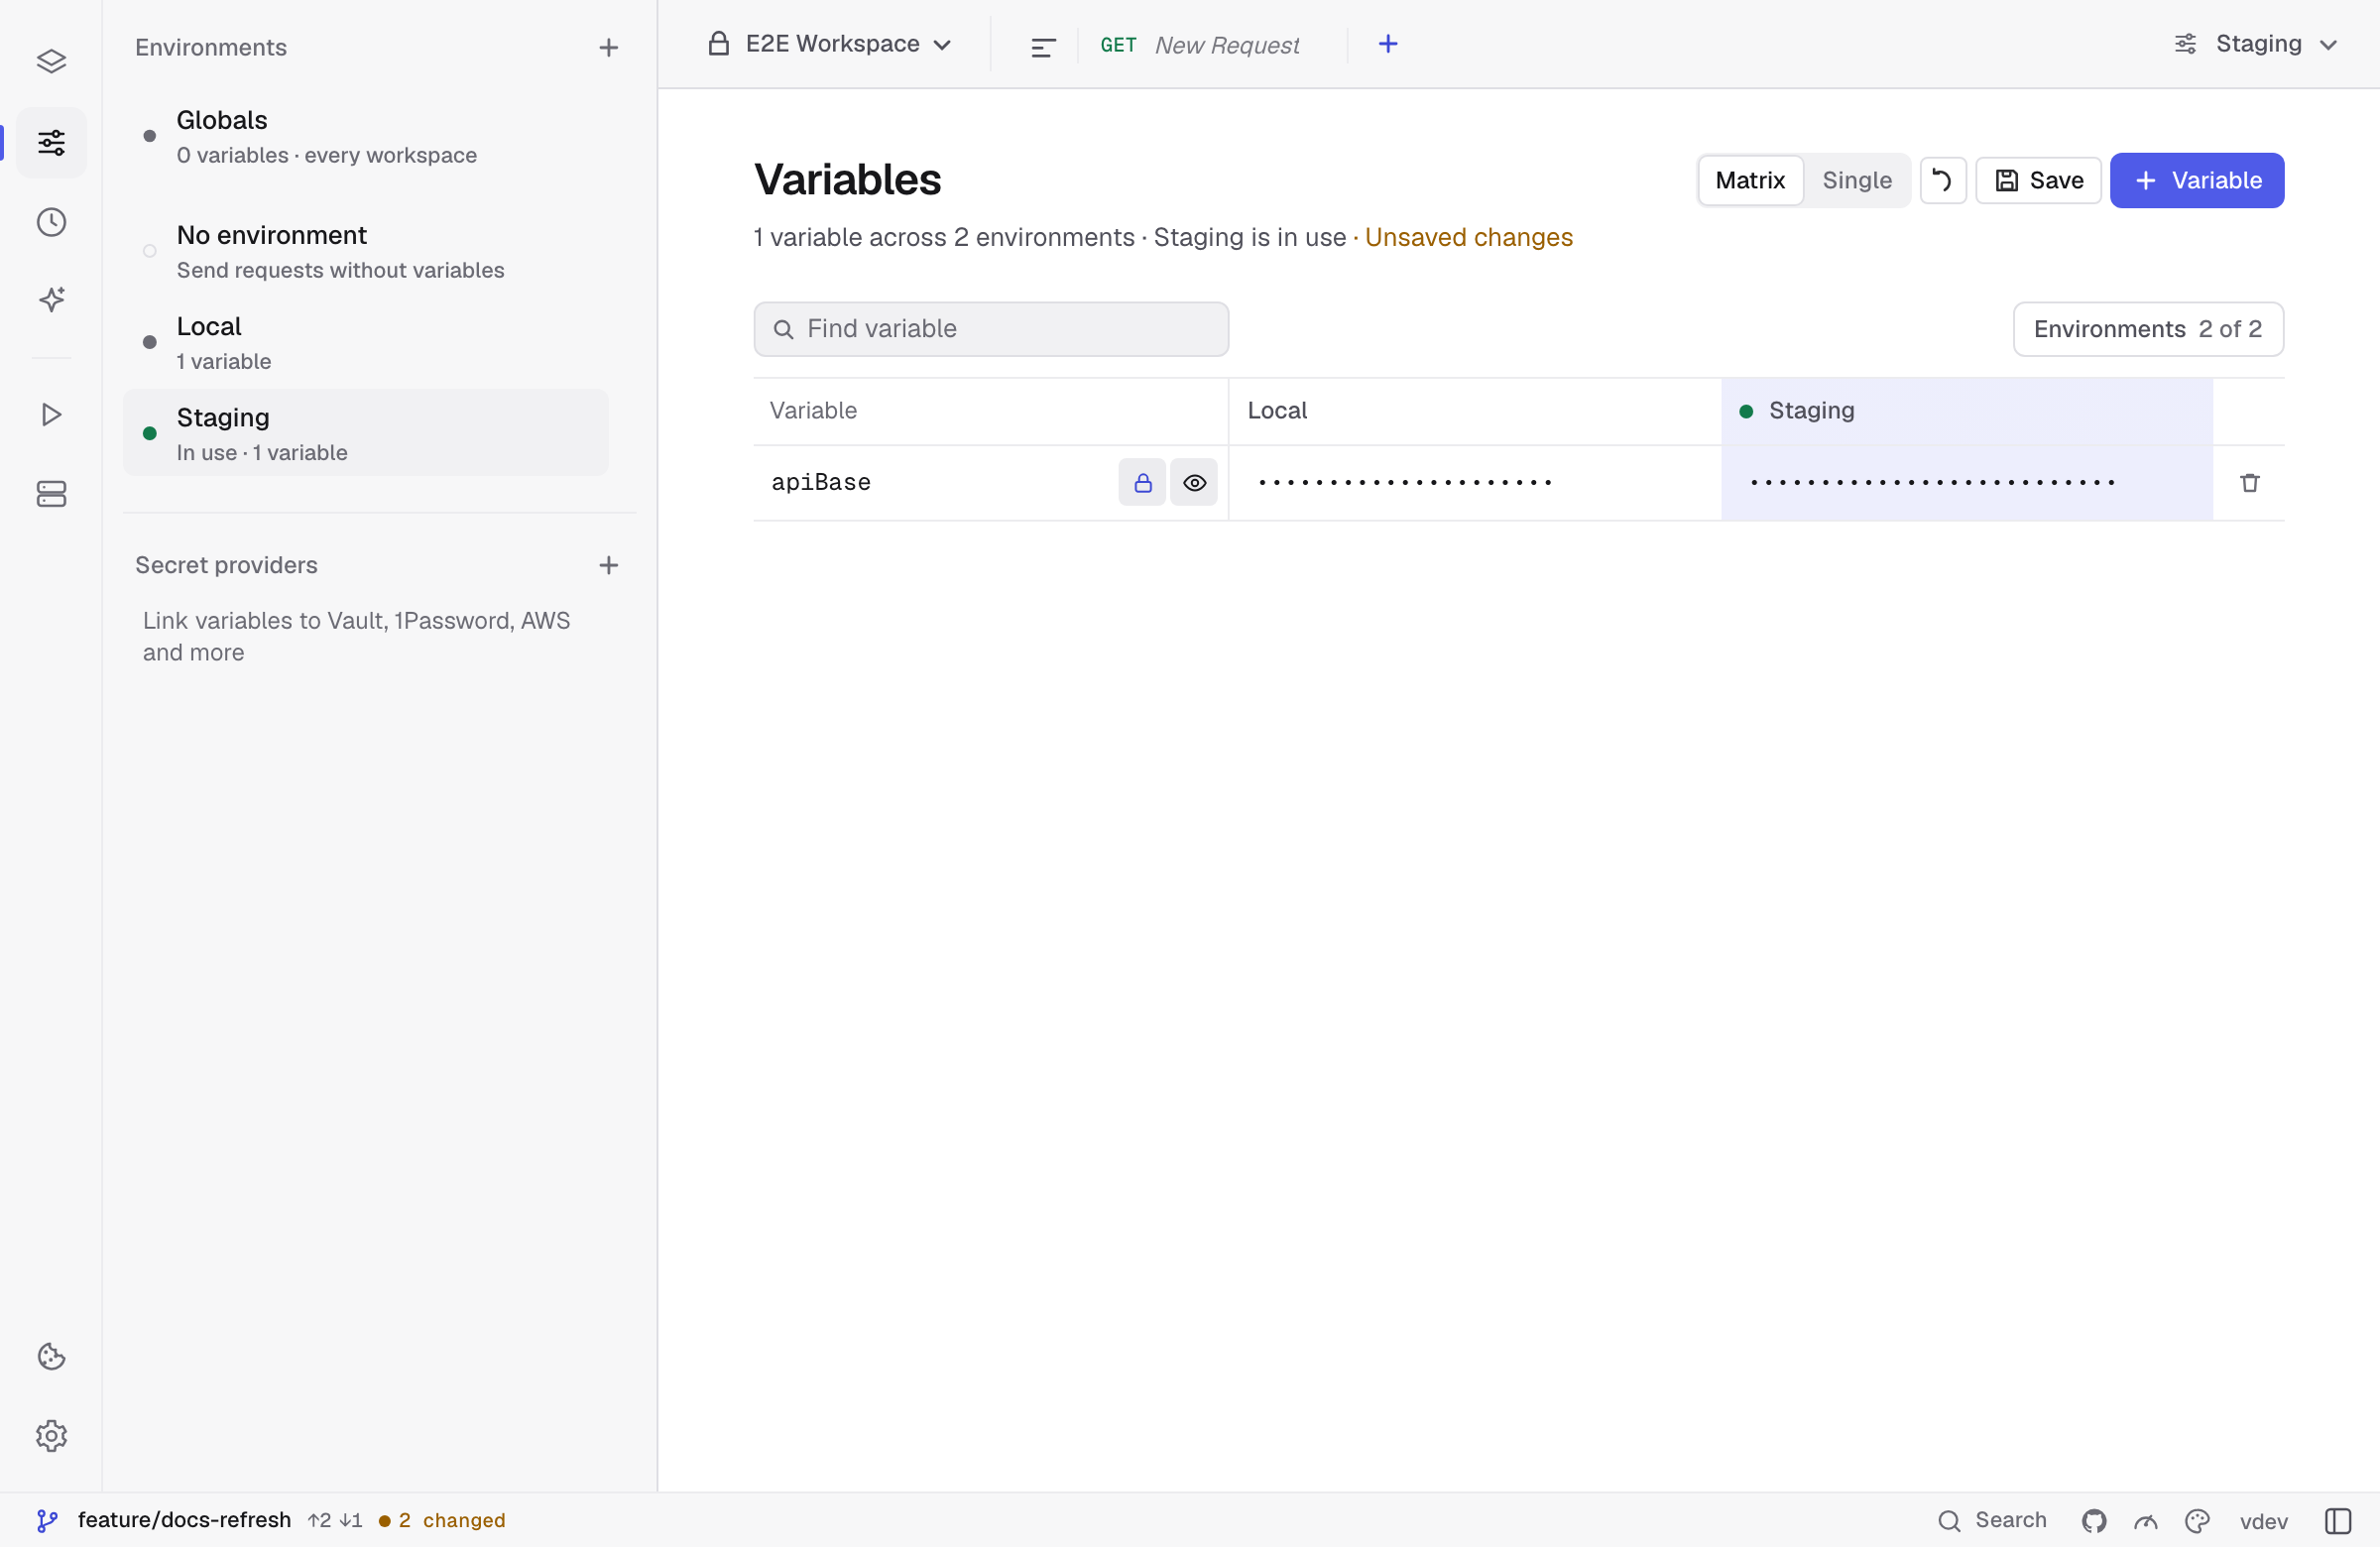 Environments
Globals
0 variables · every workspace
No environment
Send requests without variables
Local
1 variable
Staging
In use · 1 variable
Secret providers
Link variables to Vault, 1Password, AWS
and more
E2E Workspace
GET New Request
Staging
Variables
Matrix Single Save Variable
1 variable across 2 environments · Staging is in use · Unsaved changes
Find variable
Environments 2 of 2
Variable Local Staging
apiBase ••••••••••••••••••••• ••••••••••••••••••••••••••
feature/docs-refresh ↑2 ↓1 2 changed
Search vdev